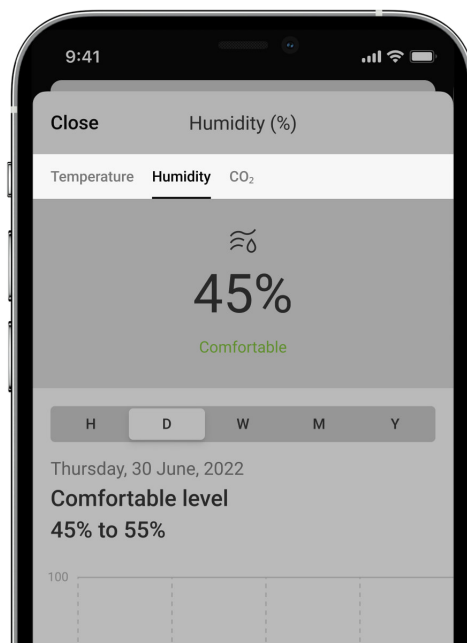 9:41
Close Humidity (%)
Temperature Humidity CO₂
45%
Comfortable
H D W M Y
Thursday, 30 June, 2022
Comfortable level
45% to 55%
100